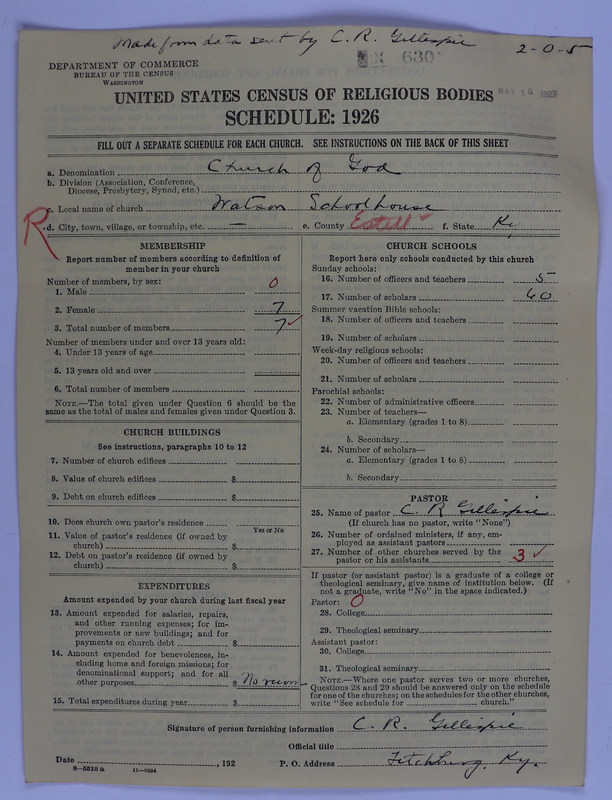 Made from data sent by C. R. Gillespie
2-0-5
630
MAY 16 1927
DEPARTMENT OF COMMERCE
BUREAU OF THE CENSUS
WASHINGTON
UNITED STATES CENSUS OF RELIGIOUS BODIES
SCHEDULE: 1926
FILL OUT A SEPARATE SCHEDULE FOR EACH CHURCH. SEE INSTRUCTIONS ON THE BACK OF THIS SHEET
a. Denomination Church of God
b. Division (Association, Conference, Diocese, Presbytery, Synod, etc.)
c. Local name of church Watson Schoolhouse
R
d. City, town, village, or township, etc. — e. County Estell f. State Ky
MEMBERSHIP
Report number of members according to definition of
member in your church
Number of members, by sex:
1. Male 0
2. Female 7
3. Total number of members 7 ✓
Number of members under and over 13 years old:
4. Under 13 years of age
5. 13 years old and over
6. Total number of members
NOTE.—The total given under Question 6 should be
same as the total of males and females given under Question 3.
CHURCH BUILDINGS
See instructions, paragraphs 10 to 12
7. Number of church edifices
8. Value of church edifices $
9. Debt on church edifices $
10. Does church own pastor's residence
Yes or No
11. Value of pastor's residence (if owned by
church) $
12. Debt on pastor's residence (if owned by
church) $
EXPENDITURES
Amount expended by your church during last fiscal year
13. Amount expended for salaries, repairs,
and other running expenses; for im-
provements or new buildings; and for
payments on church debt $
14. Amount expended for benevolences, in-
cluding home and foreign missions; for
denominational support; and for all
other purposes $ No
15. Total expenditures during year $
CHURCH SCHOOLS
Report here only schools conducted by this church
Sunday schools:
16. Number of officers and teachers 5
17. Number of scholars 60
Summer vacation Bible schools:
18. Number of officers and teachers
19. Number of scholars
Week-day religious schools:
20. Number of officers and teachers
21. Number of scholars
Parochial schools:
22. Number of administrative officers
23. Number of teachers—
a. Elementary (grades 1 to 8)
b. Secondary
24. Number of scholars—
a. Elementary (grades 1 to 8)
b. Secondary
PASTOR
25. Name of pastor C. R Gillespie
(If church has no pastor, write "None")
26. Number of ordained ministers, if any, em-
ployed as assistant pastors
27. Number of other churches served by the
pastor or his assistants 3 ✓
If pastor (or assistant pastor) is a graduate of a college or
theological seminary, give name of institution below. (If
not a graduate, write "No" in the space indicated.)
Pastor: 0
28. College
29. Theological seminary
Assistant pastor:
30. College
31. Theological seminary
NOTE.—Where one pastor serves two or more churches,
Questions 28 and 29 should be answered only on the schedule
for one of the churches; on the schedules for the other churches
write "See schedule for church."
Signature of person furnishing information C. R. Gillespie
Official title
Date , 192 P. O. Address Fitchburg, Ky.
8—5518 a 11—9054